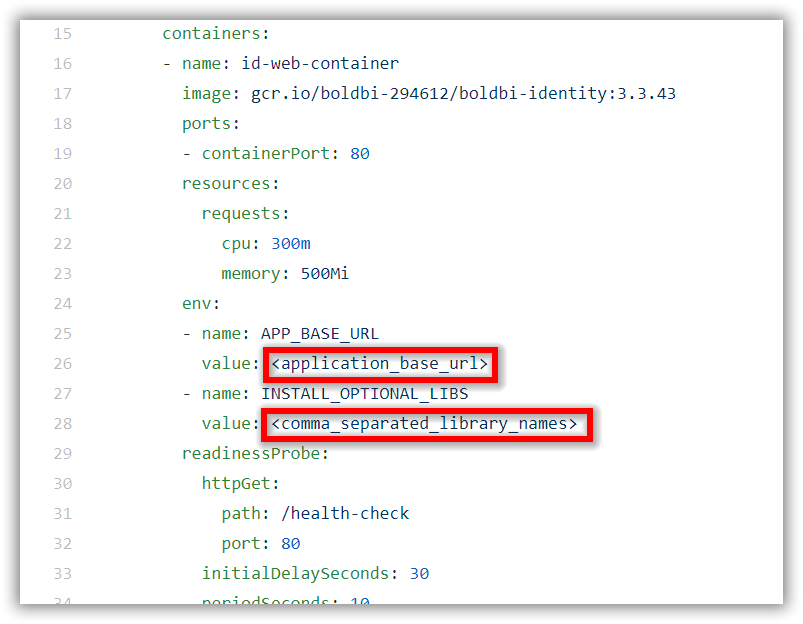 15 containers:
16 - name: id-web-container
17 image: gcr.io/boldbi-294612/boldbi-identity:3.3.43
18 ports:
19 - containerPort: 80
20 resources:
21 requests:
22 cpu: 300m
23 memory: 500Mi
24 env:
25 - name: APP_BASE_URL
26 value: <application_base_url>
27 - name: INSTALL_OPTIONAL_LIBS
28 value: <comma_separated_library_names>
29 readinessProbe:
30 httpGet:
31 path: /health-check
32 port: 80
33 initialDelaySeconds: 30
34 periodSeconds: 10